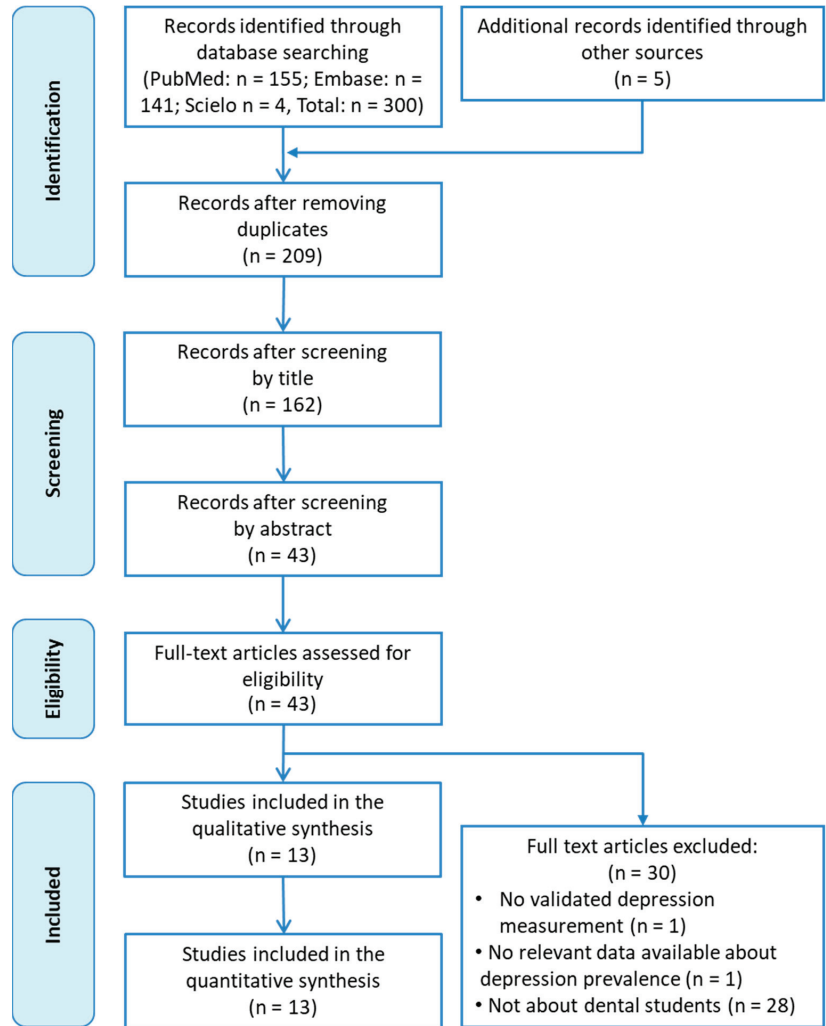 Identification
Records identified through
database searching
(PubMed: n = 155; Embase: n =
141; Scielo n = 4, Total: n = 300)
Additional records identified through
other sources
(n = 5)
Records after removing
duplicates
(n = 209)
Screening
Records after screening
by title
(n = 162)
Records after screening
by abstract
(n = 43)
Eligibility
Full-text articles assessed for
eligibility
(n = 43)
Included
Studies included in the
qualitative synthesis
(n = 13)
Full text articles excluded:
(n = 30)
• No validated depression
measurement (n = 1)
• No relevant data available about
depression prevalence (n = 1)
• Not about dental students (n = 28)
Studies included in the
quantitative synthesis
(n = 13)